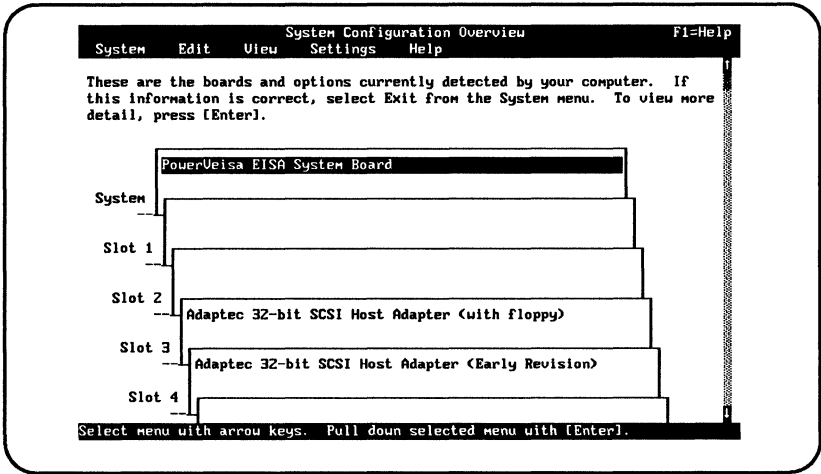 System Configuration Overview F1=Help
System Edit View Settings Help
These are the boards and options currently detected by your computer. If
this information is correct, select Exit from the System menu. To view more
detail, press [Enter].
PowerVeisa EISA System Board
System
Slot 1
Slot 2
Adaptec 32-bit SCSI Host Adapter (with floppy)
Slot 3
Adaptec 32-bit SCSI Host Adapter (Early Revision)
Slot 4
Select menu with arrow keys. Pull down selected menu with [Enter].